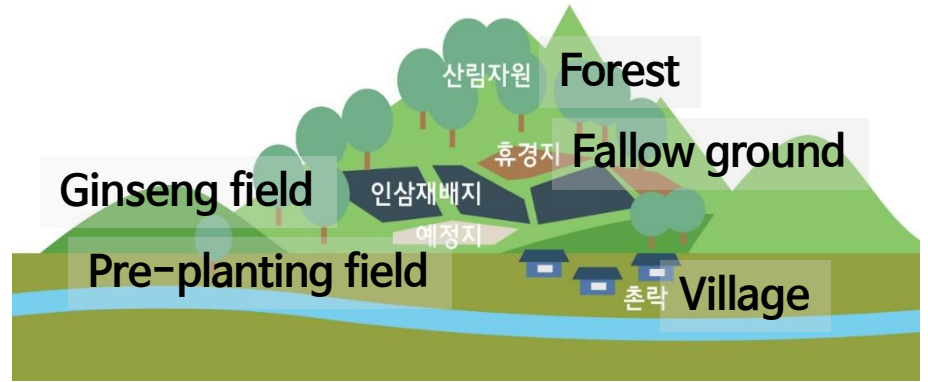 산림자원 Forest
휴경지 Fallow ground
Ginseng field 인삼재배지
예정지
Pre-planting field
촌락 Village